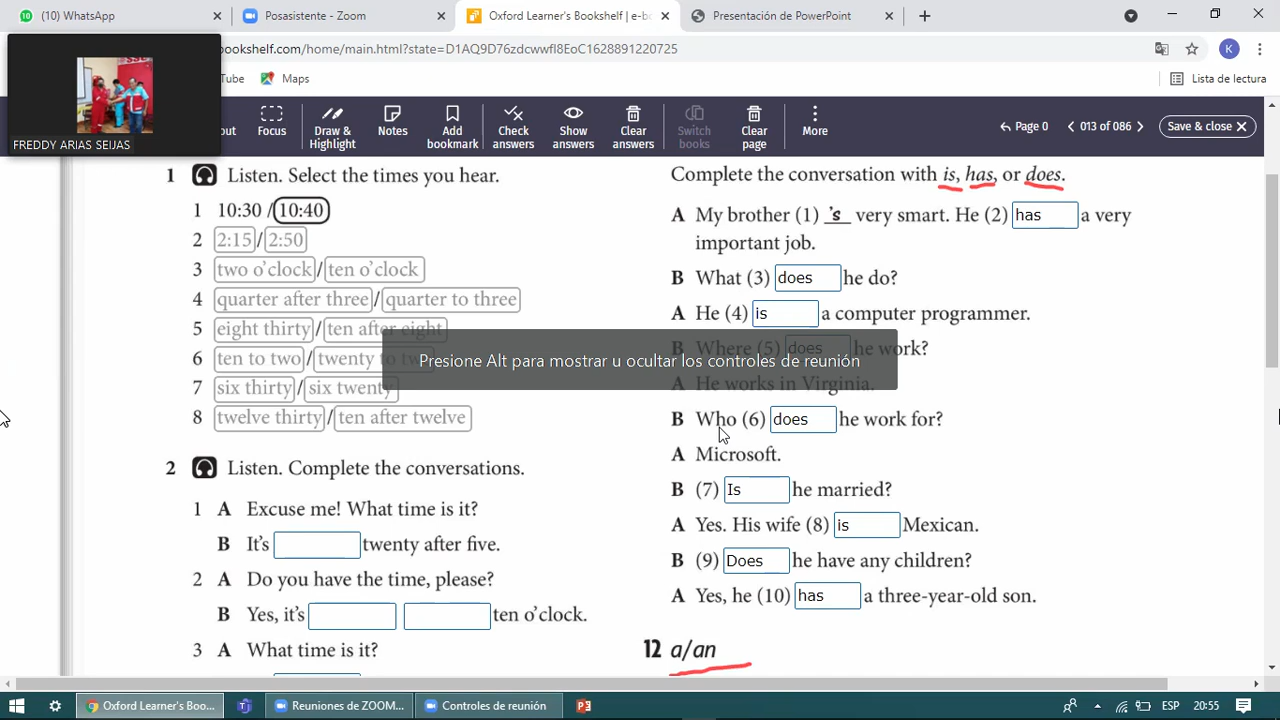 (10) WhatsApp
Posasistente - Zoom
Oxford Learner's Bookshelf | e-bo
Presentación de PowerPoint
bookshelf.com/home/main.html?state=D1AQ9D76zdcwwfI8EoC1628891220725
K
Tube
Maps
Lista de lectura
FREDDY ARIAS SEIJAS
out
Focus
Draw & Highlight
Notes
Add bookmark
Check answers
Show answers
Clear answers
Switch books
Clear page
More
Page 0
013 of 086
Save & close
1 Listen. Select the times you hear.
1 10:30 / 10:40
2 2:15 / 2:50
3 two o'clock / ten o'clock
4 quarter after three / quarter to three
5 eight thirty / ten after eight
6 ten to two / twenty to tw
7 six thirty / six twenty
8 twelve thirty / ten after twelve
2 Listen. Complete the conversations.
1 A Excuse me! What time is it?
B It's twenty after five.
2 A Do you have the time, please?
B Yes, it's ten o'clock.
3 A What time is it?
Complete the conversation with is, has, or does.
A My brother (1) 's very smart. He (2) has a very
important job.
B What (3) does he do?
A He (4) is a computer programmer.
B Where (5) does he work?
A He works in Virginia.
B Who (6) does he work for?
A Microsoft.
B (7) Is he married?
A Yes. His wife (8) is Mexican.
B (9) Does he have any children?
A Yes, he (10) has a three-year-old son.
12 a/an
Presione Alt para mostrar u ocultar los controles de reunión
Oxford Learner's Boo...
Reuniones de ZOOM...
Controles de reunión
ESP
20:55